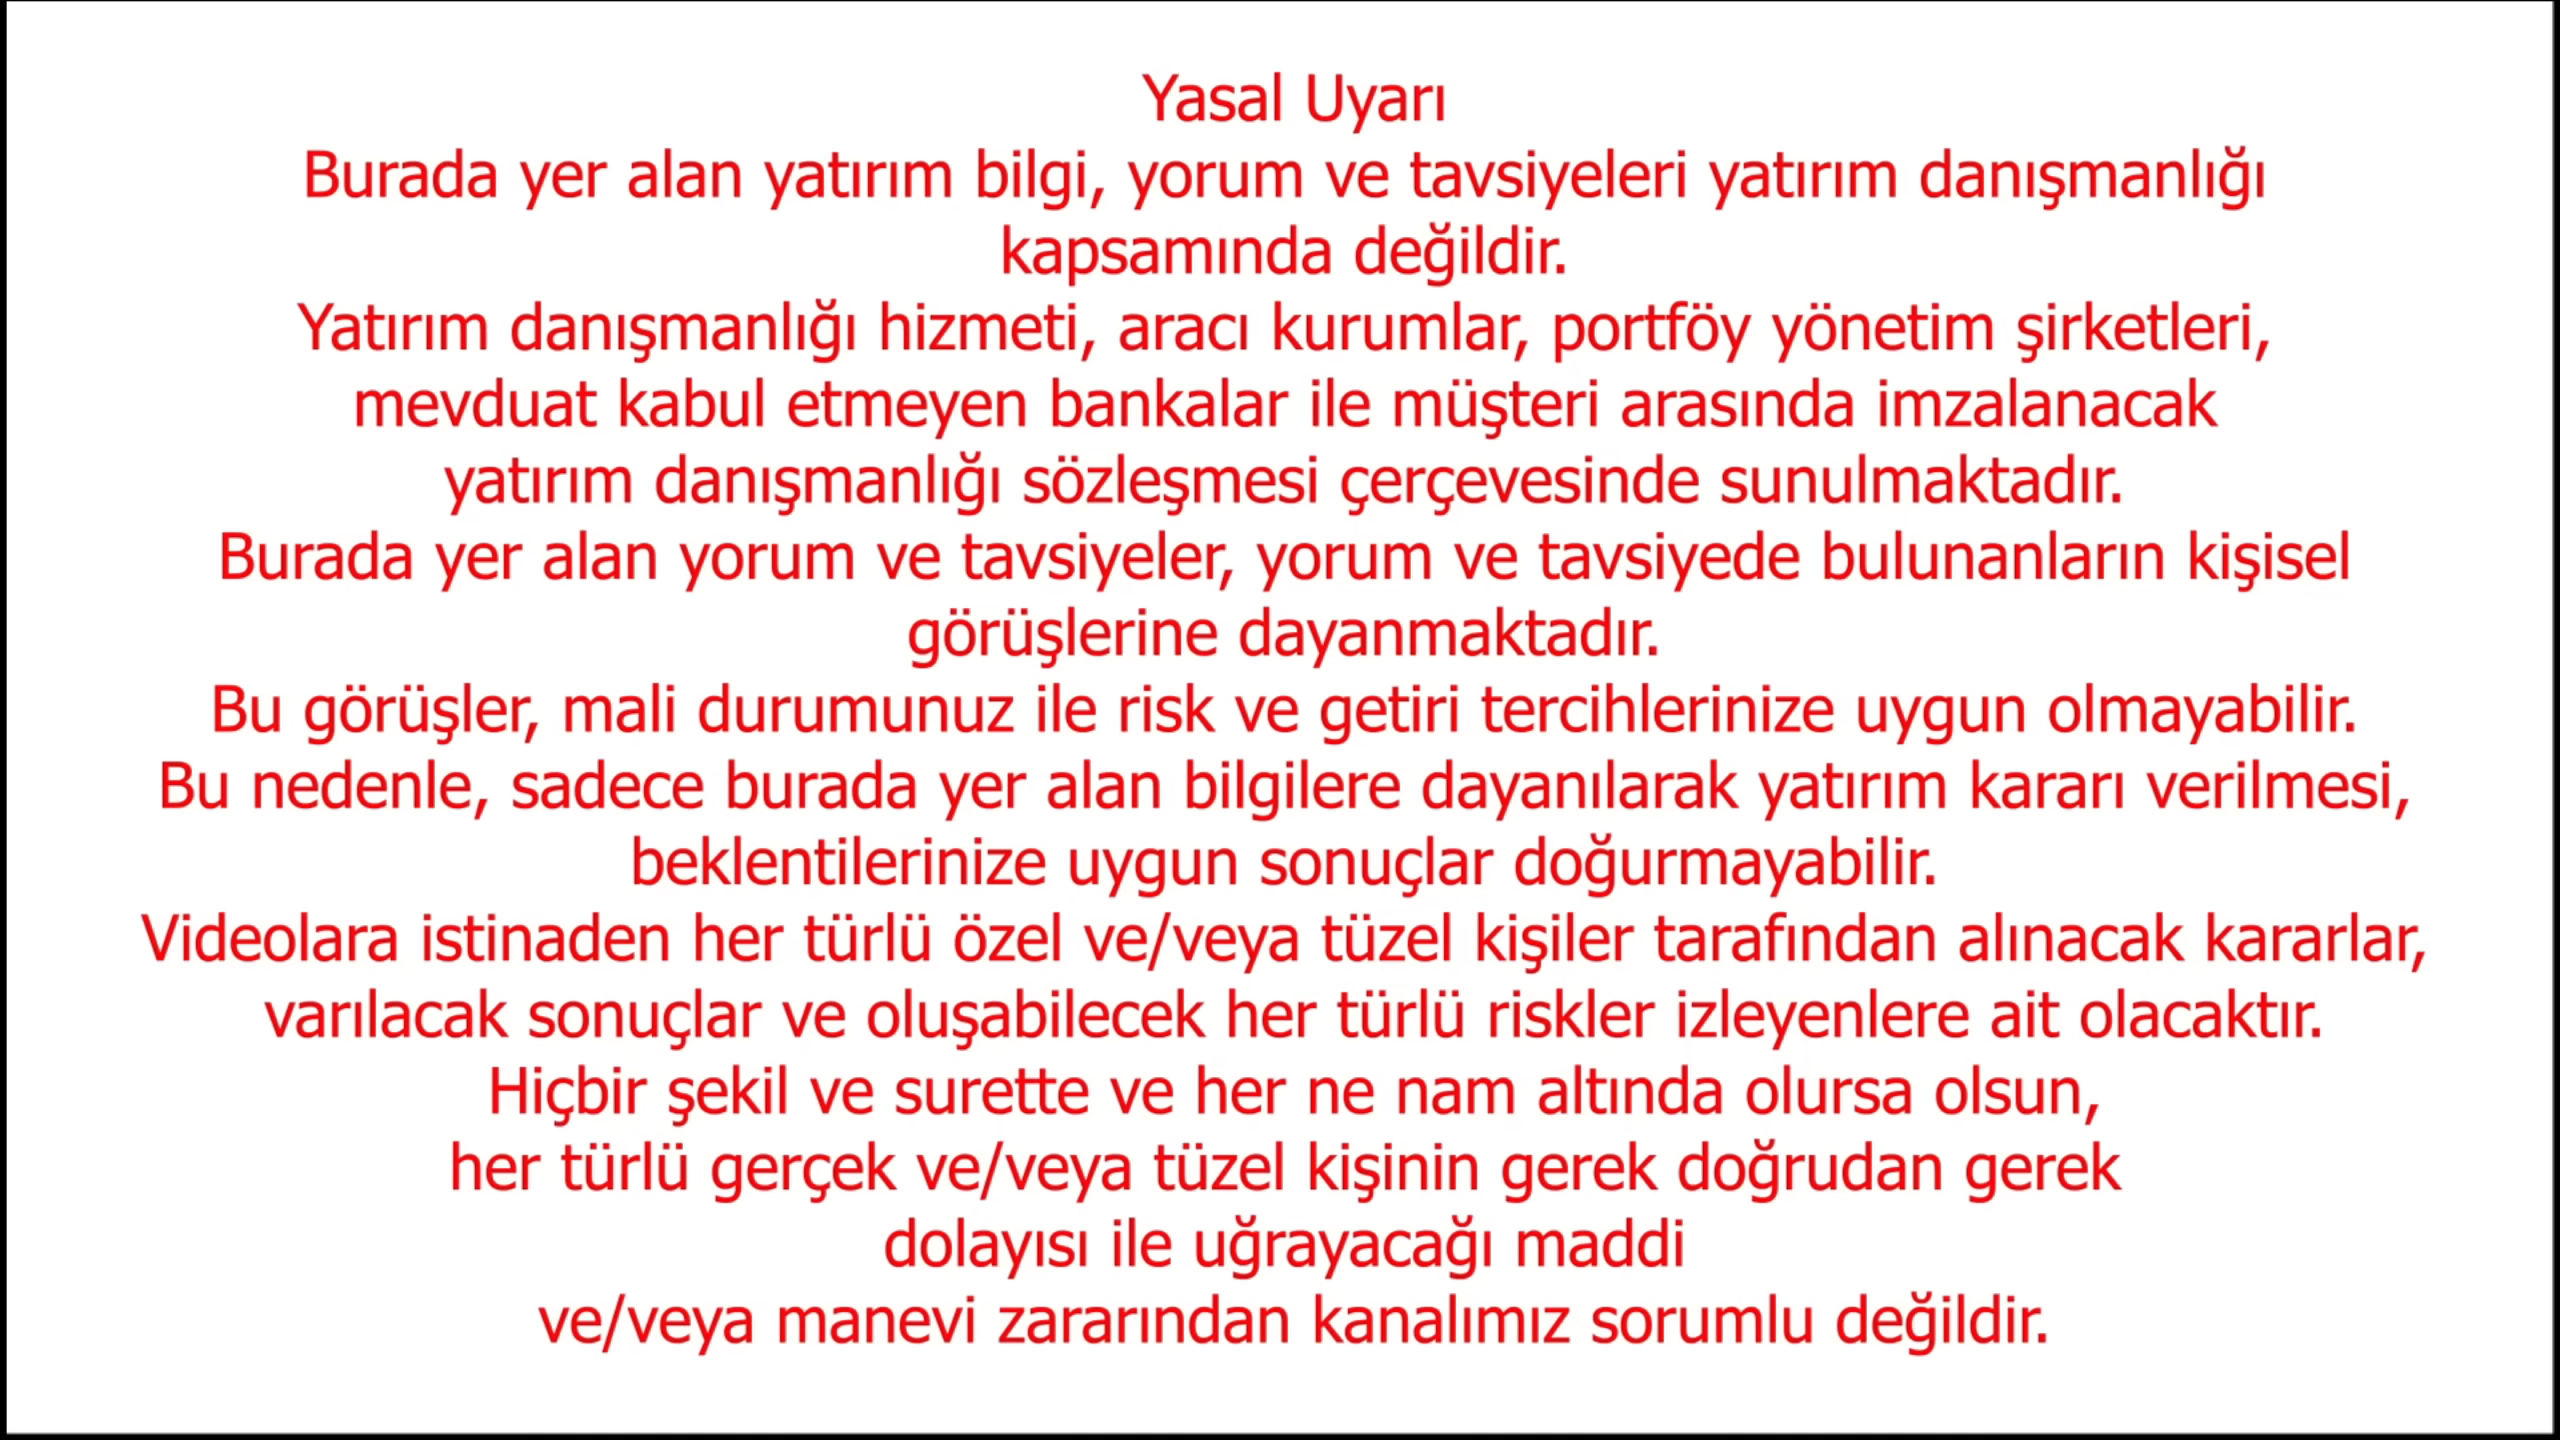 Yasal Uyarı
Burada yer alan yatırım bilgi, yorum ve tavsiyeleri yatırım danışmanlığı
kapsamında değildir.
Yatırım danışmanlığı hizmeti, aracı kurumlar, portföy yönetim şirketleri,
mevduat kabul etmeyen bankalar ile müşteri arasında imzalanacak
yatırım danışmanlığı sözleşmesi çerçevesinde sunulmaktadır.
Burada yer alan yorum ve tavsiyeler, yorum ve tavsiyede bulunanların kişisel
görüşlerine dayanmaktadır.
Bu görüşler, mali durumunuz ile risk ve getiri tercihlerinize uygun olmayabilir.
Bu nedenle, sadece burada yer alan bilgilere dayanılarak yatırım kararı verilmesi,
beklentilerinize uygun sonuçlar doğurmayabilir.
Videolara istinaden her türlü özel ve/veya tüzel kişiler tarafından alınacak kararlar,
varılacak sonuçlar ve oluşabilecek her türlü riskler izleyenlere ait olacaktır.
Hiçbir şekil ve surette ve her ne nam altında olursa olsun,
her türlü gerçek ve/veya tüzel kişinin gerek doğrudan gerek
dolayısı ile uğrayacağı maddi
ve/veya manevi zararından kanalımız sorumlu değildir.